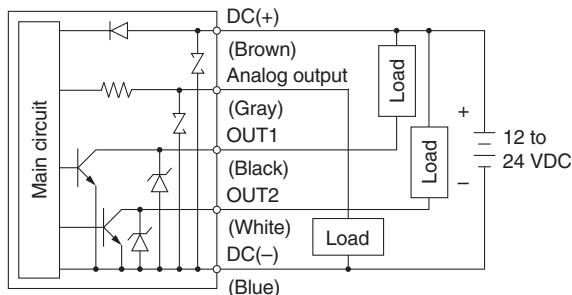 DC(+)
(Brown)
Analog output
(Gray)
OUT1
(Black)
OUT2
(White)
DC(–)
(Blue)
Main circuit
Load
Load
Load
+
–
12 to
24 VDC